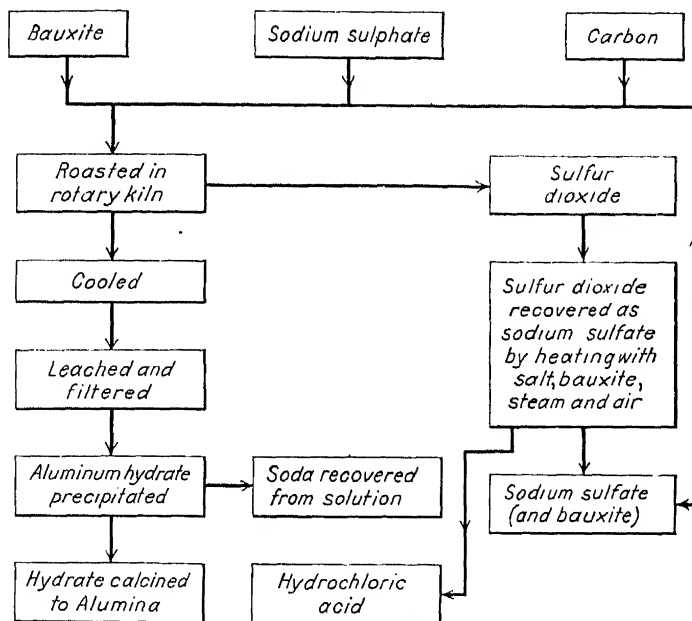 Bauxite
Sodium sulphate
Carbon
Roasted in
rotary kiln
Sulfur
dioxide
Cooled
Sulfur dioxide
recovered as
sodium sulfate
by heating with
salt, bauxite,
steam and air
Leached and
filtered
Aluminum hydrate
precipitated
Soda recovered
from solution
Sodium sulfate
(and bauxite)
Hydrate calcined
to Alumina
Hydrochloric
acid